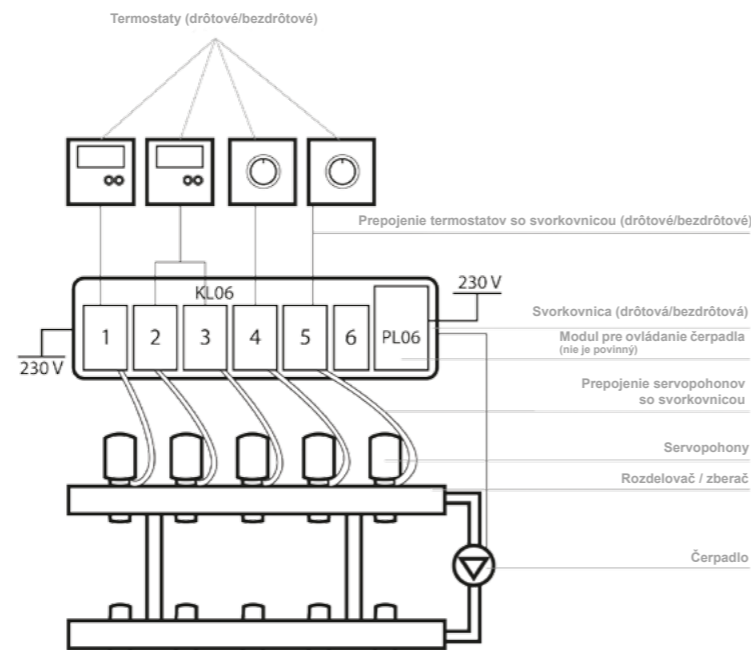 Termostaty (drôtové/bezdrôtové)
Prepojenie termostatov so svorkovnicou (drôtové/bezdrôtové)
230 V
KL06
Svorkovnica (drôtová/bezdrôtová)
1 2 3 4 5 6 PL06
Modul pre ovládanie čerpadla
(nie je povinný)
230 V
Prepojenie servopohonov
so svorkovnicou
Servopohony
Rozdelovač / zberač
Čerpadlo